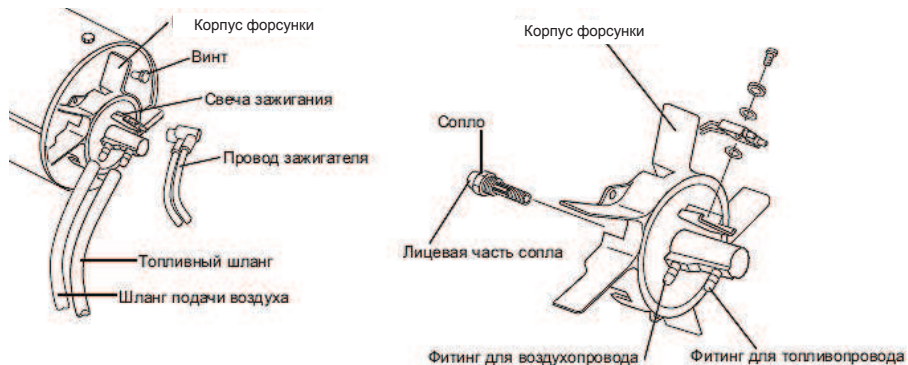 Корпус форсунки
Винт
Свеча зажигания
Провод зажигателя
Топливный шланг
Шланг подачи воздуха
Корпус форсунки
Сопло
Лицевая часть сопла
Фитинг для воздухопровода
Фитинг для топливопровода